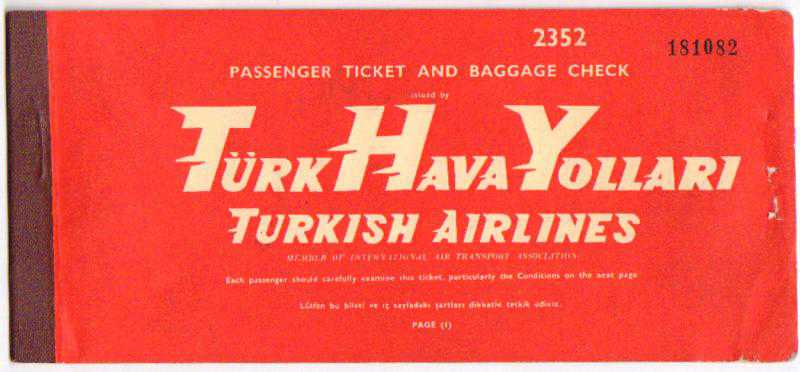 2352
181082
PASSENGER TICKET AND BAGGAGE CHECK
issued by
TÜRK HAVA YOLLARI
TURKISH AIRLINES
MEMBER OF INTERNATIONAL AIR TRANSPORT ASSOCIATION
Each passenger should carefully examine this ticket, particularly the Conditions on the next page
Lûtfen bu bileti ve iç sayfadaki şartları dikkatle tetkik ediniz.
PAGE (1)